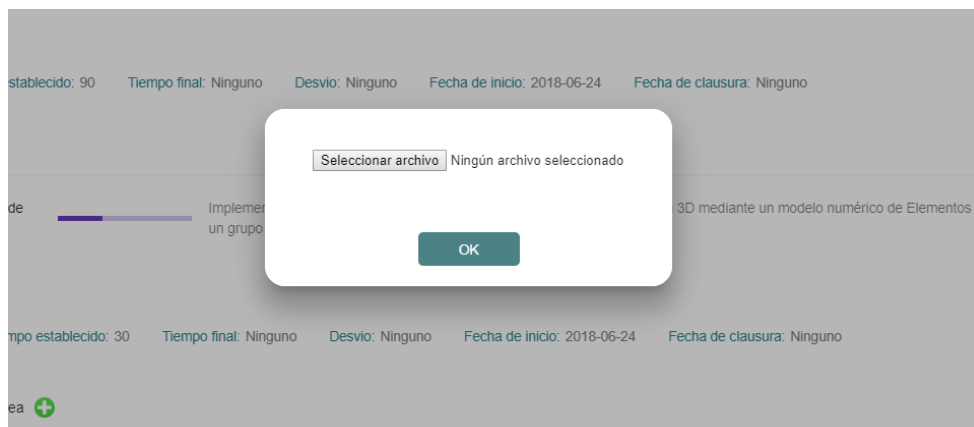 stablecido: 90 Tiempo final: Ninguno Desvio: Ninguno Fecha de inicio: 2018-06-24 Fecha de clausura: Ninguno
Seleccionar archivo Ningún archivo seleccionado
de Implemen 3D mediante un modelo numérico de Elementos
un grupo
OK
mpo establecido: 30 Tiempo final: Ninguno Desvio: Ninguno Fecha de inicio: 2018-06-24 Fecha de clausura: Ninguno
ea